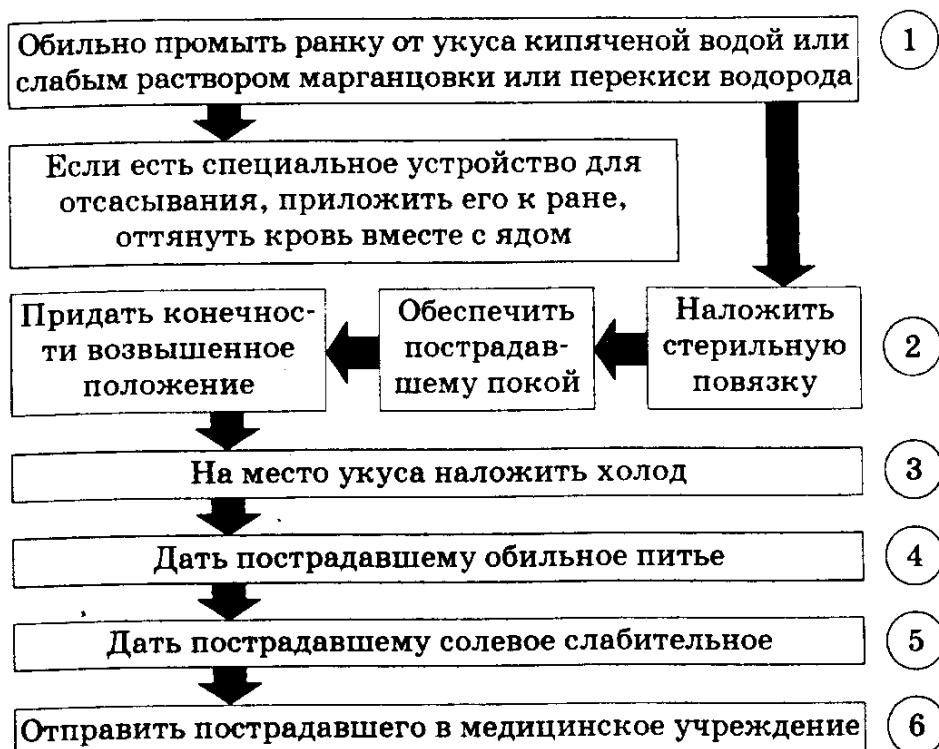 Обильно промыть ранку от укуса кипяченой водой или
слабым раствором марганцовки или перекиси водорода
1
Если есть специальное устройство для
отсасывания, приложить его к ране,
оттянуть кровь вместе с ядом
Придать конечнос-
ти возвышенное
положение
Обеспечить
пострадав-
шему покой
Наложить
стерильную
повязку
2
На место укуса наложить холод
3
Дать пострадавшему обильное питье
4
Дать пострадавшему солевое слабительное
5
Отправить пострадавшего в медицинское учреждение
6